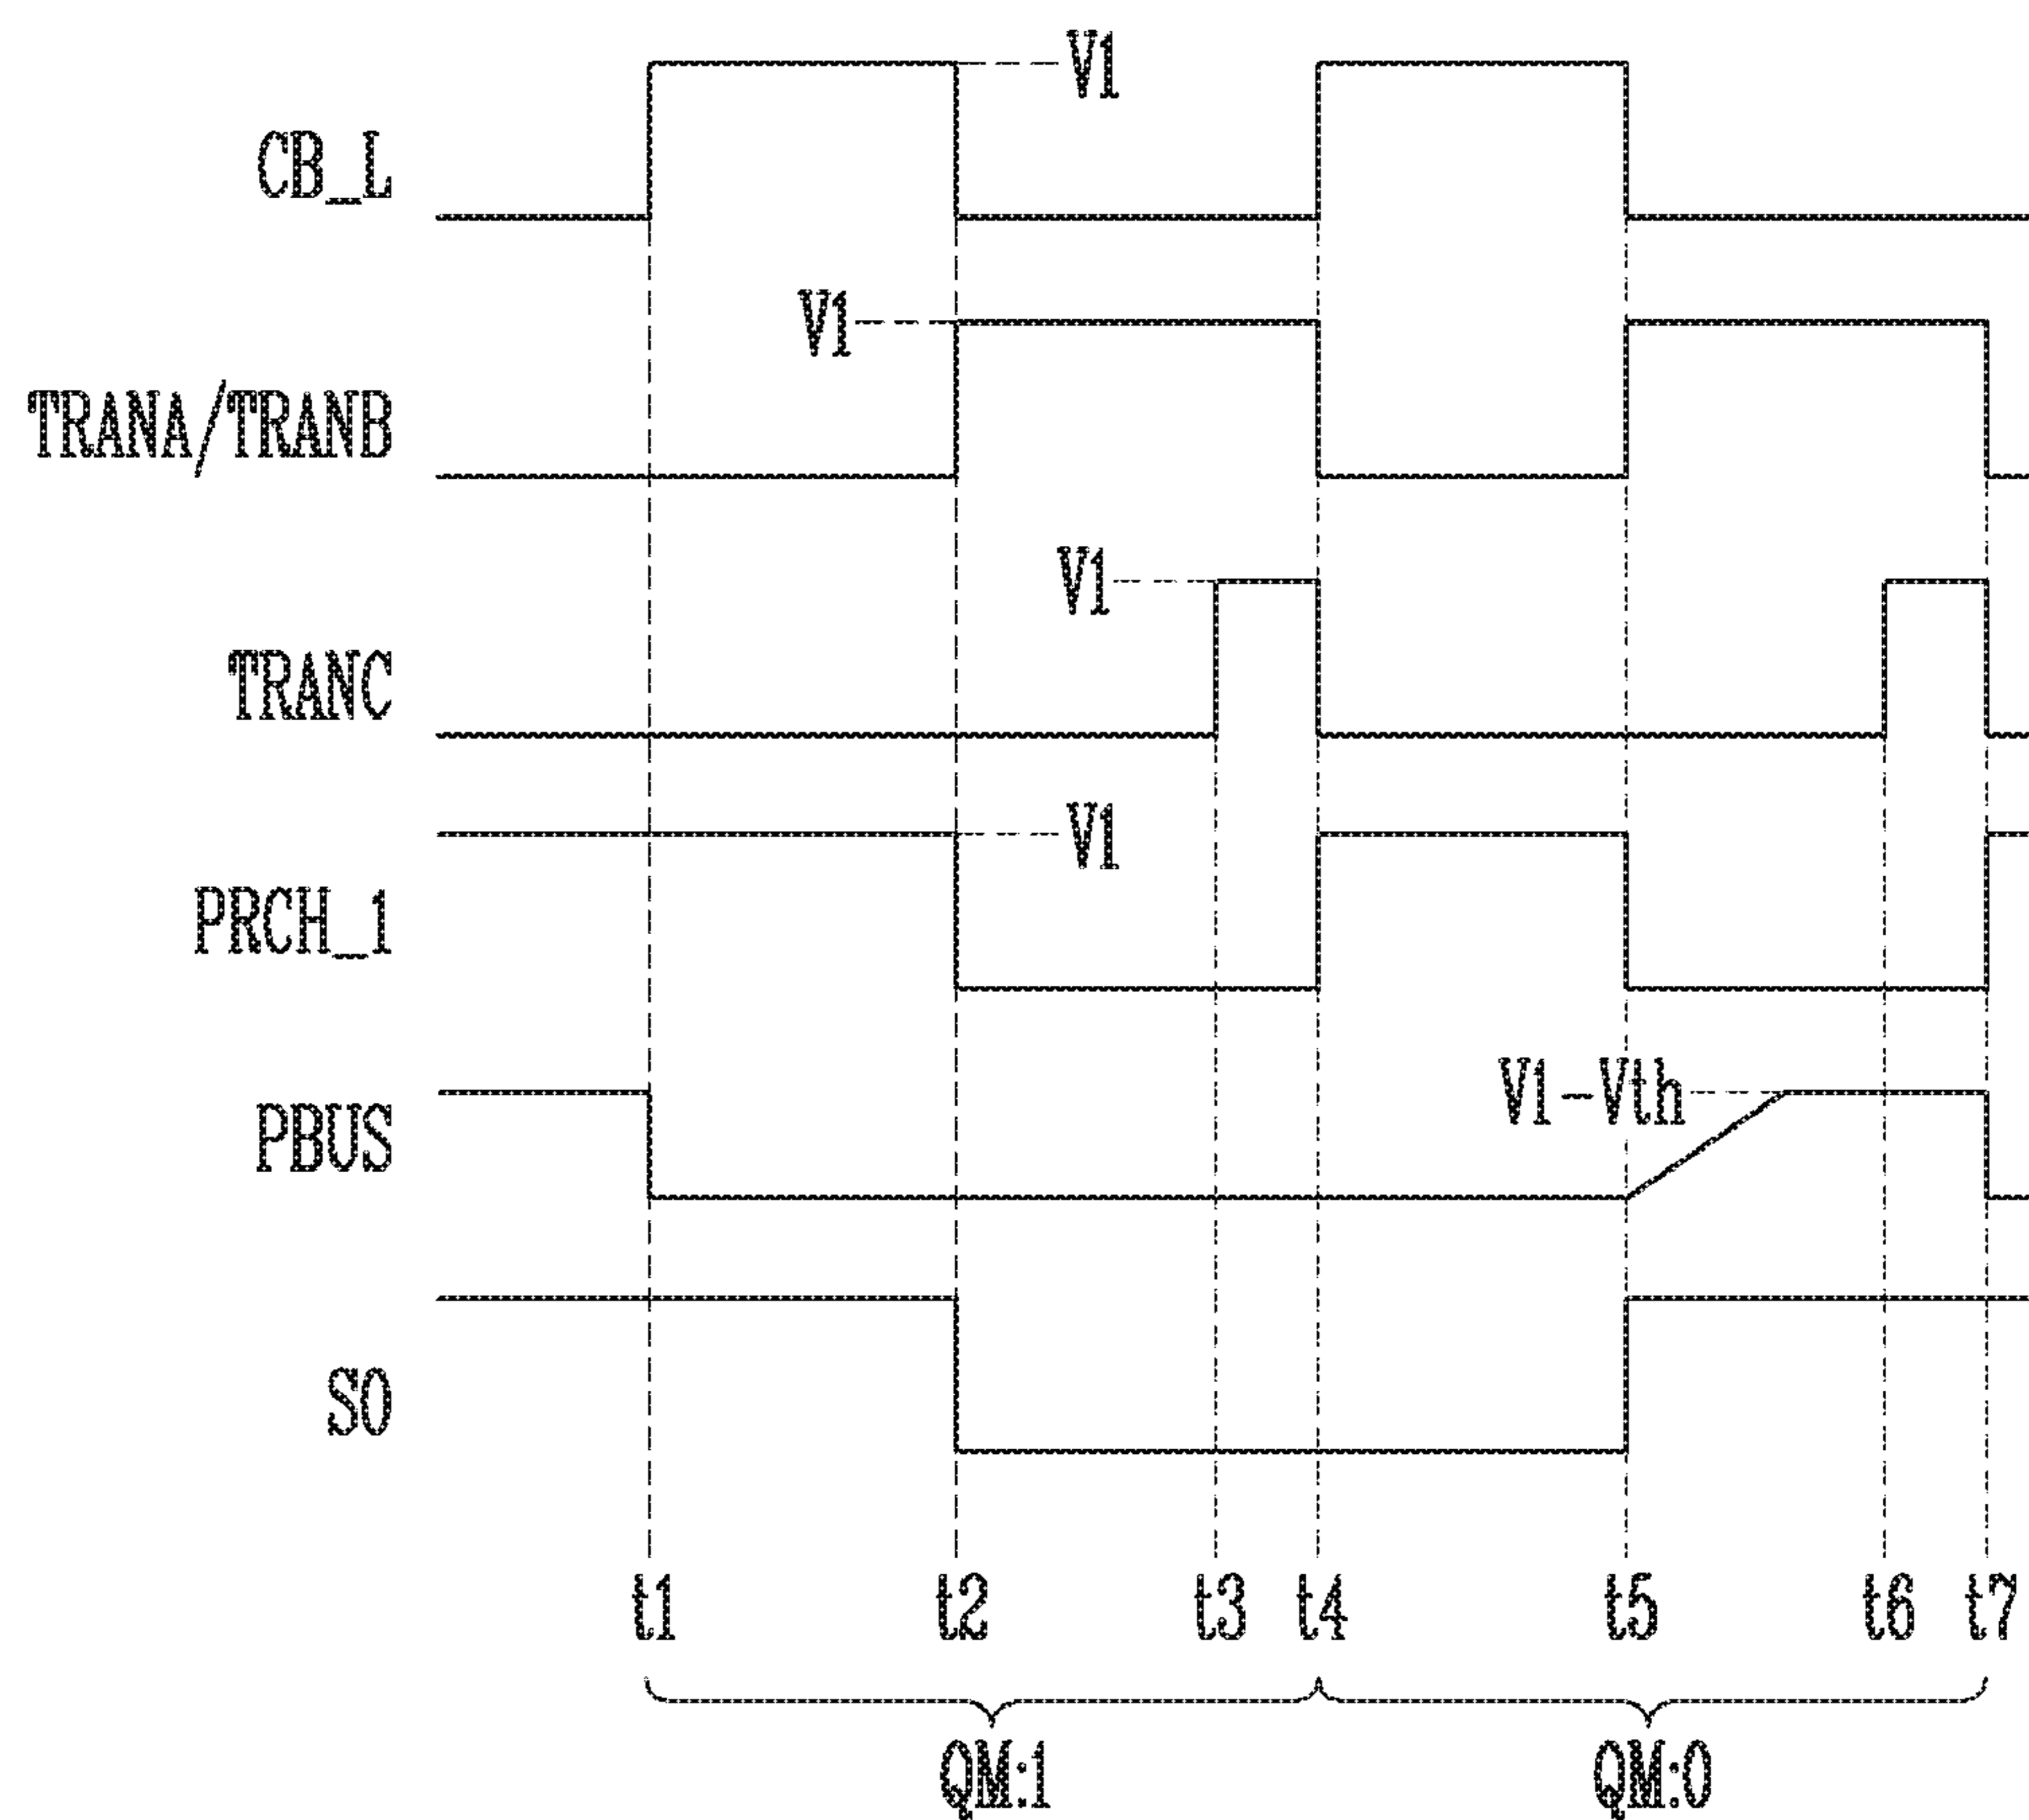 V1
CB_L
V1
TRANA/TRANB
V1
TRANC
V1
PRCH_1
V1-Vth
PBUS
SO
t1 t2 t3 t4 t5 t6 t7
QM:1 QM:0